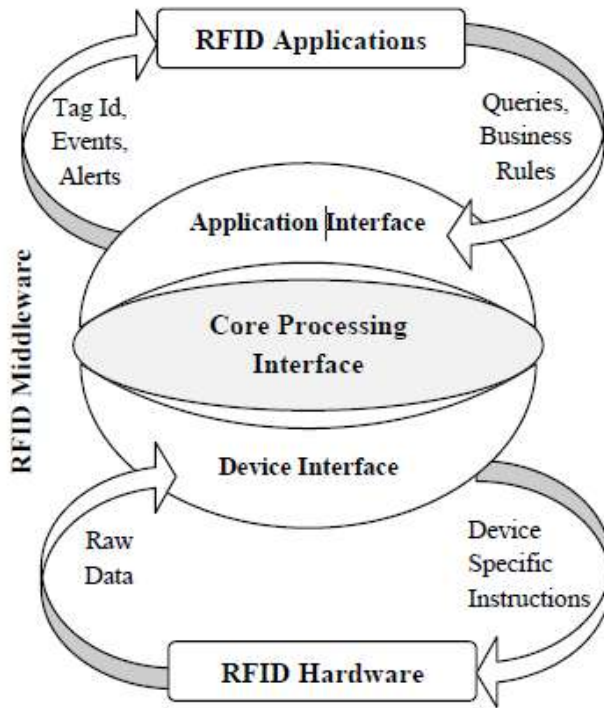 RFID Applications
Tag Id,
Events,
Alerts
Queries,
Business
Rules
Application Interface
Core Processing
Interface
RFID Middleware
Device Interface
Raw
Data
Device
Specific
Instructions
RFID Hardware